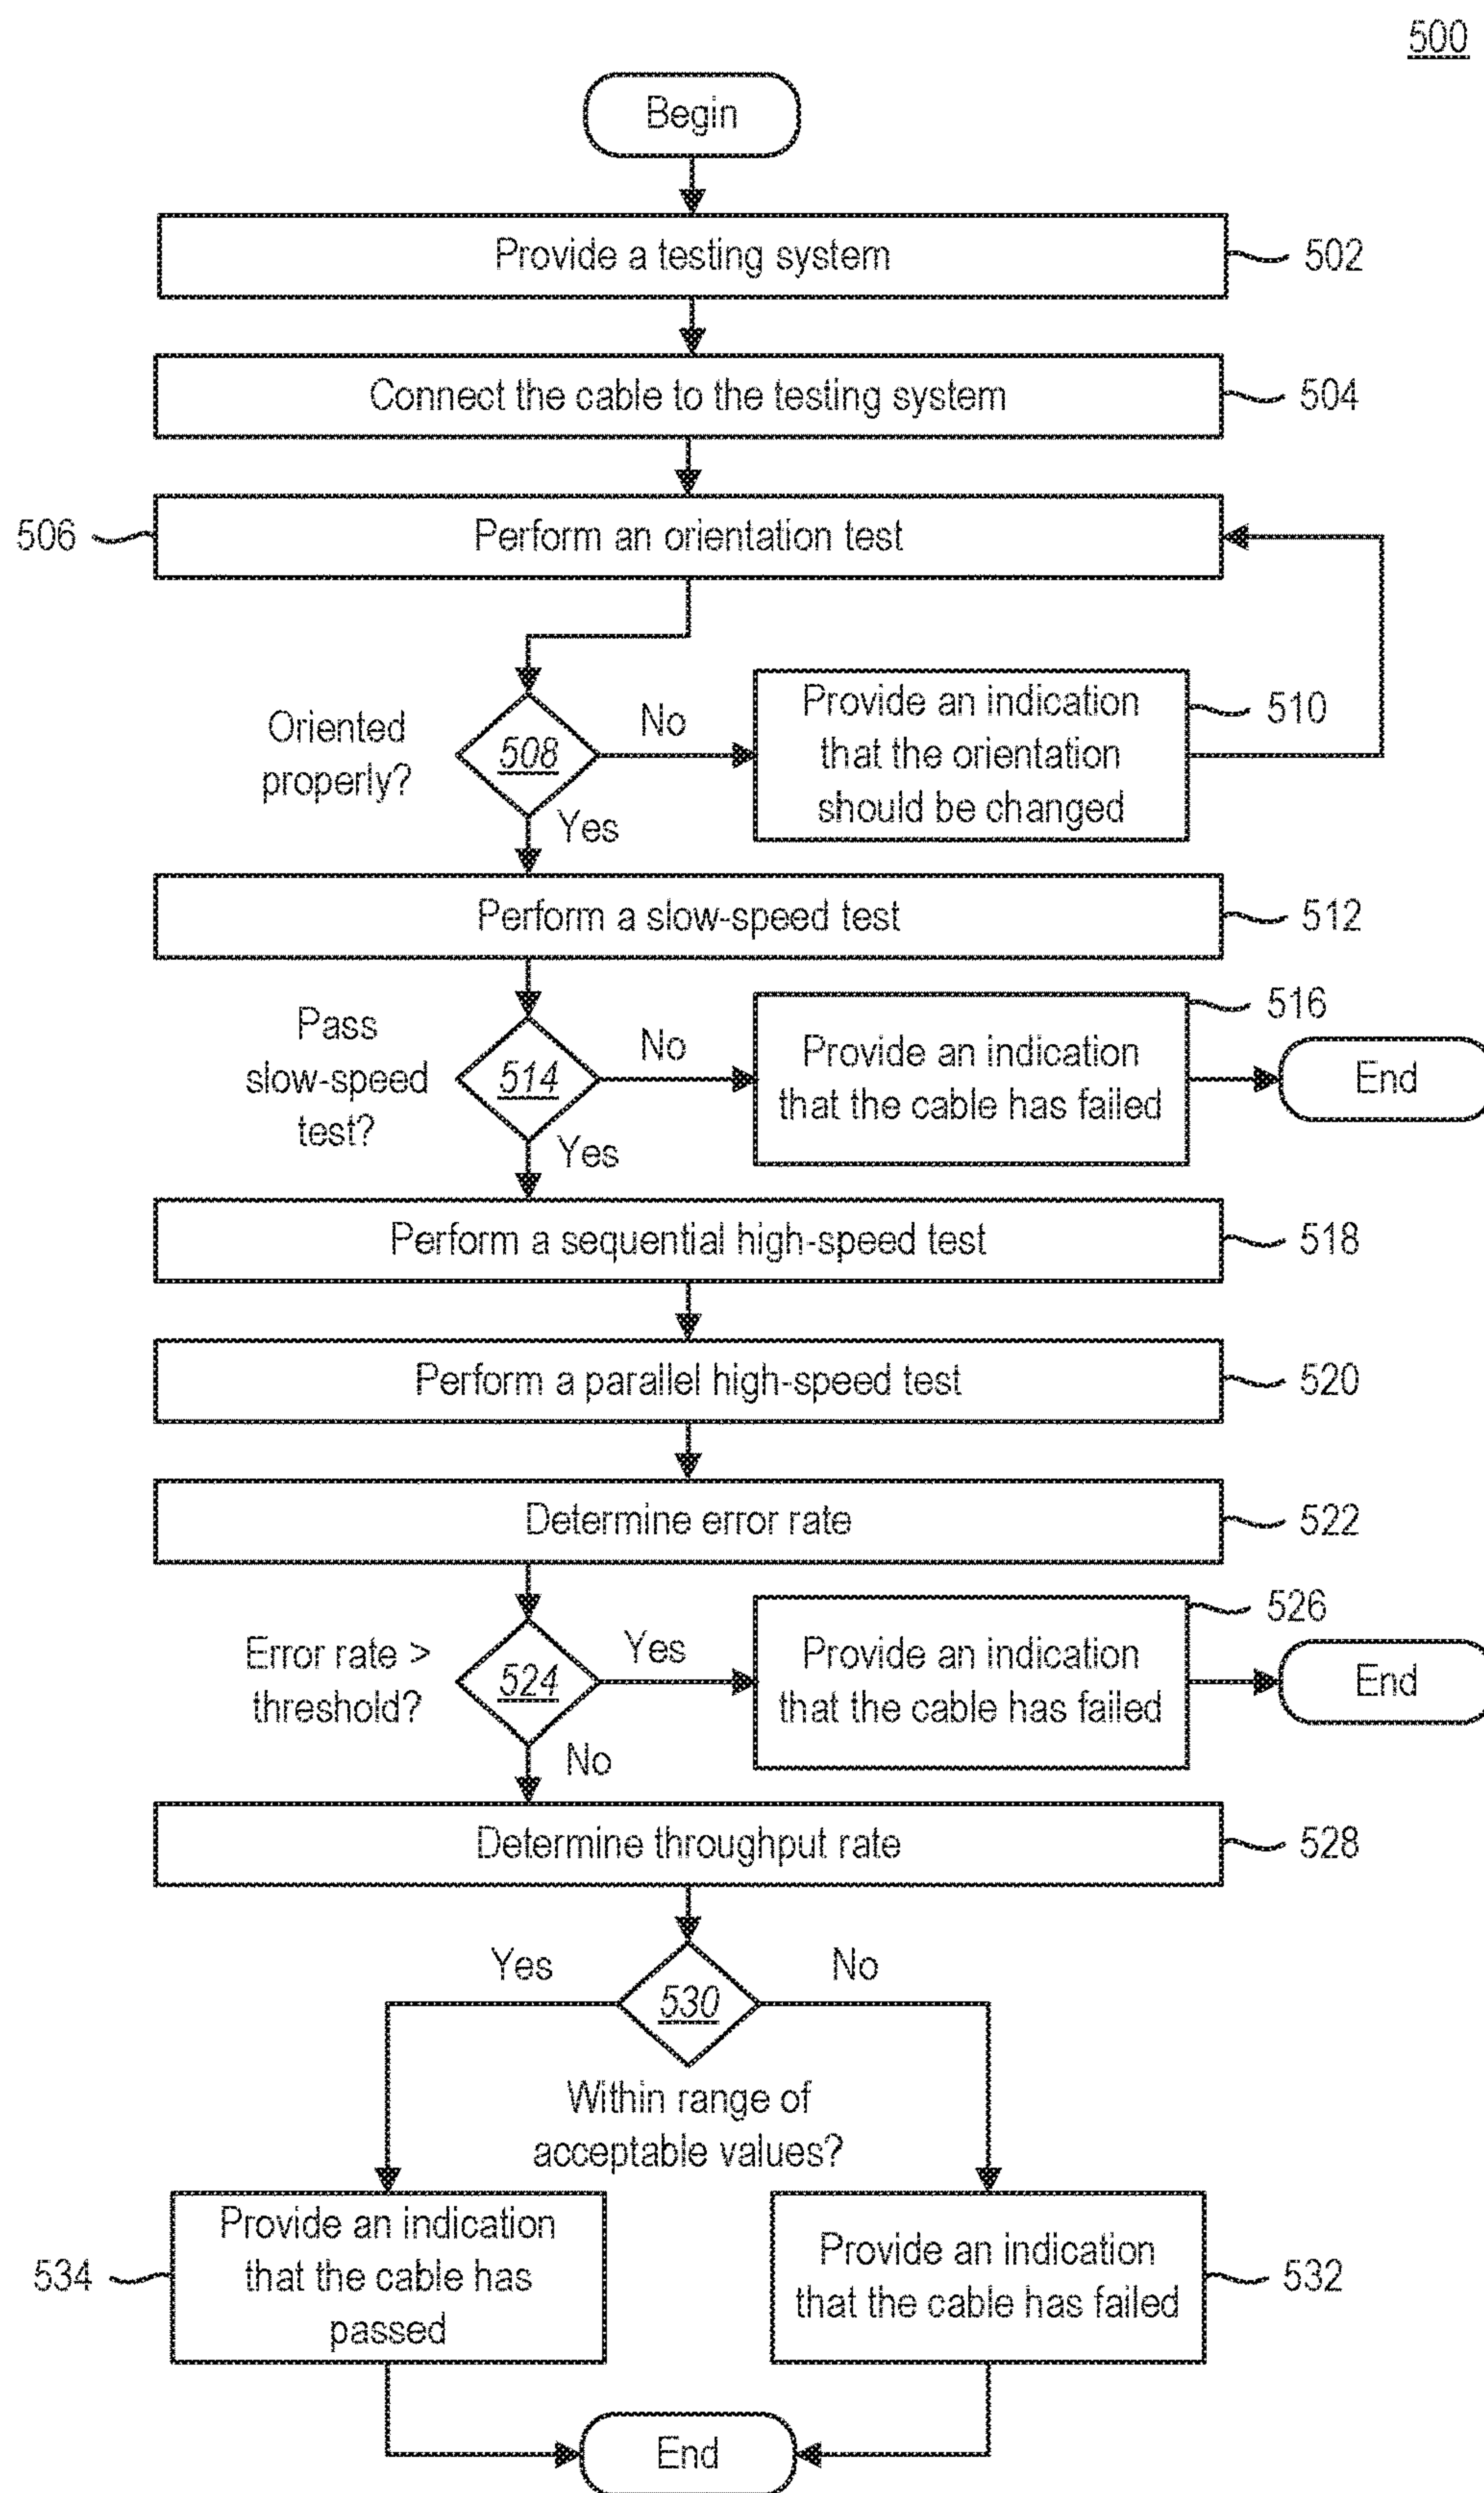 500
Begin
Provide a testing system
502
Connect the cable to the testing system
504
506
Perform an orientation test
Oriented
properly?
508
No
Yes
Provide an indication
that the orientation
should be changed
510
Perform a slow-speed test
512
Pass
slow-speed
test?
514
No
Yes
Provide an indication
that the cable has failed
516
End
Perform a sequential high-speed test
518
Perform a parallel high-speed test
520
Determine error rate
522
Error rate >
threshold?
524
Yes
No
Provide an indication
that the cable has failed
526
End
Determine throughput rate
528
Yes
530
No
Within range of
acceptable values?
534
Provide an indication
that the cable has
passed
Provide an indication
that the cable has failed
532
End